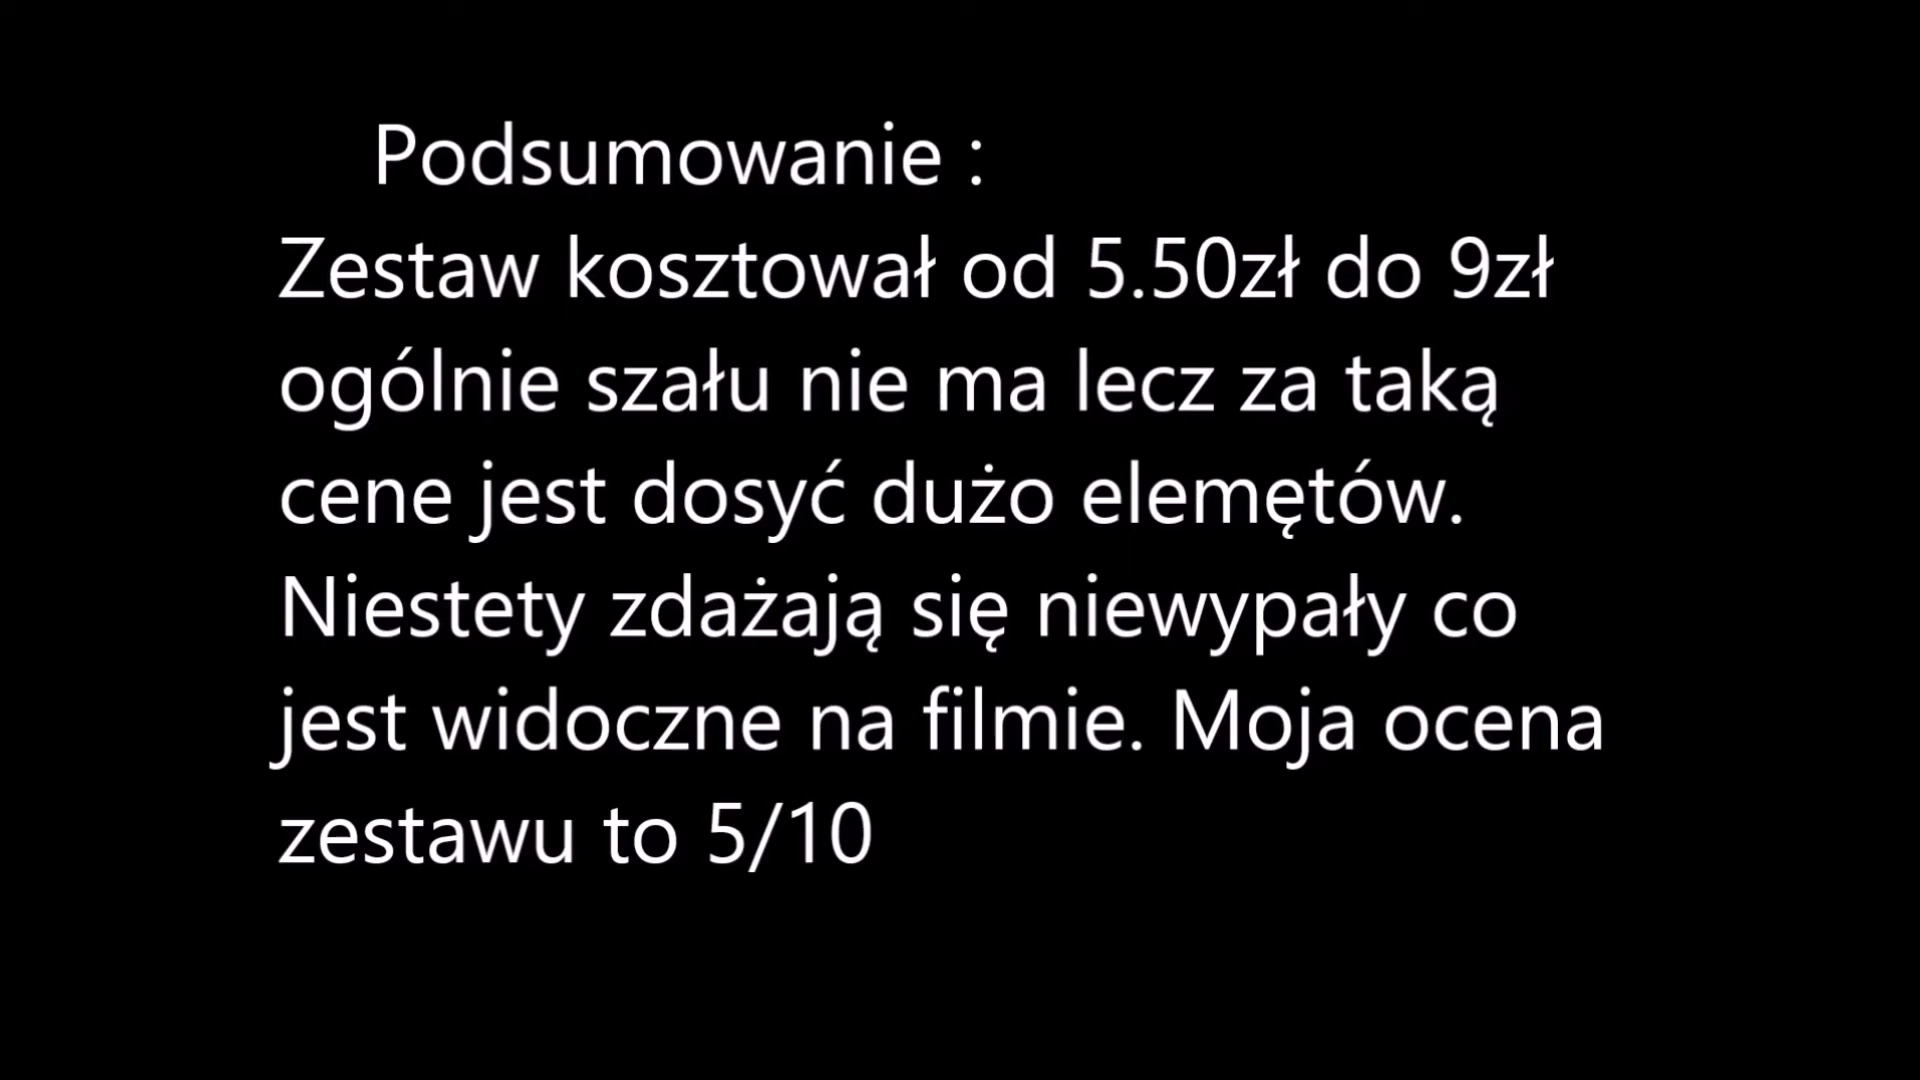 Podsumowanie :
Zestaw kosztował od 5.50zł do 9zł
ogólnie szału nie ma lecz za taką
cene jest dosyć dużo elemętów.
Niestety zdażają się niewypały co
jest widoczne na filmie. Moja ocena
zestawu to 5/10